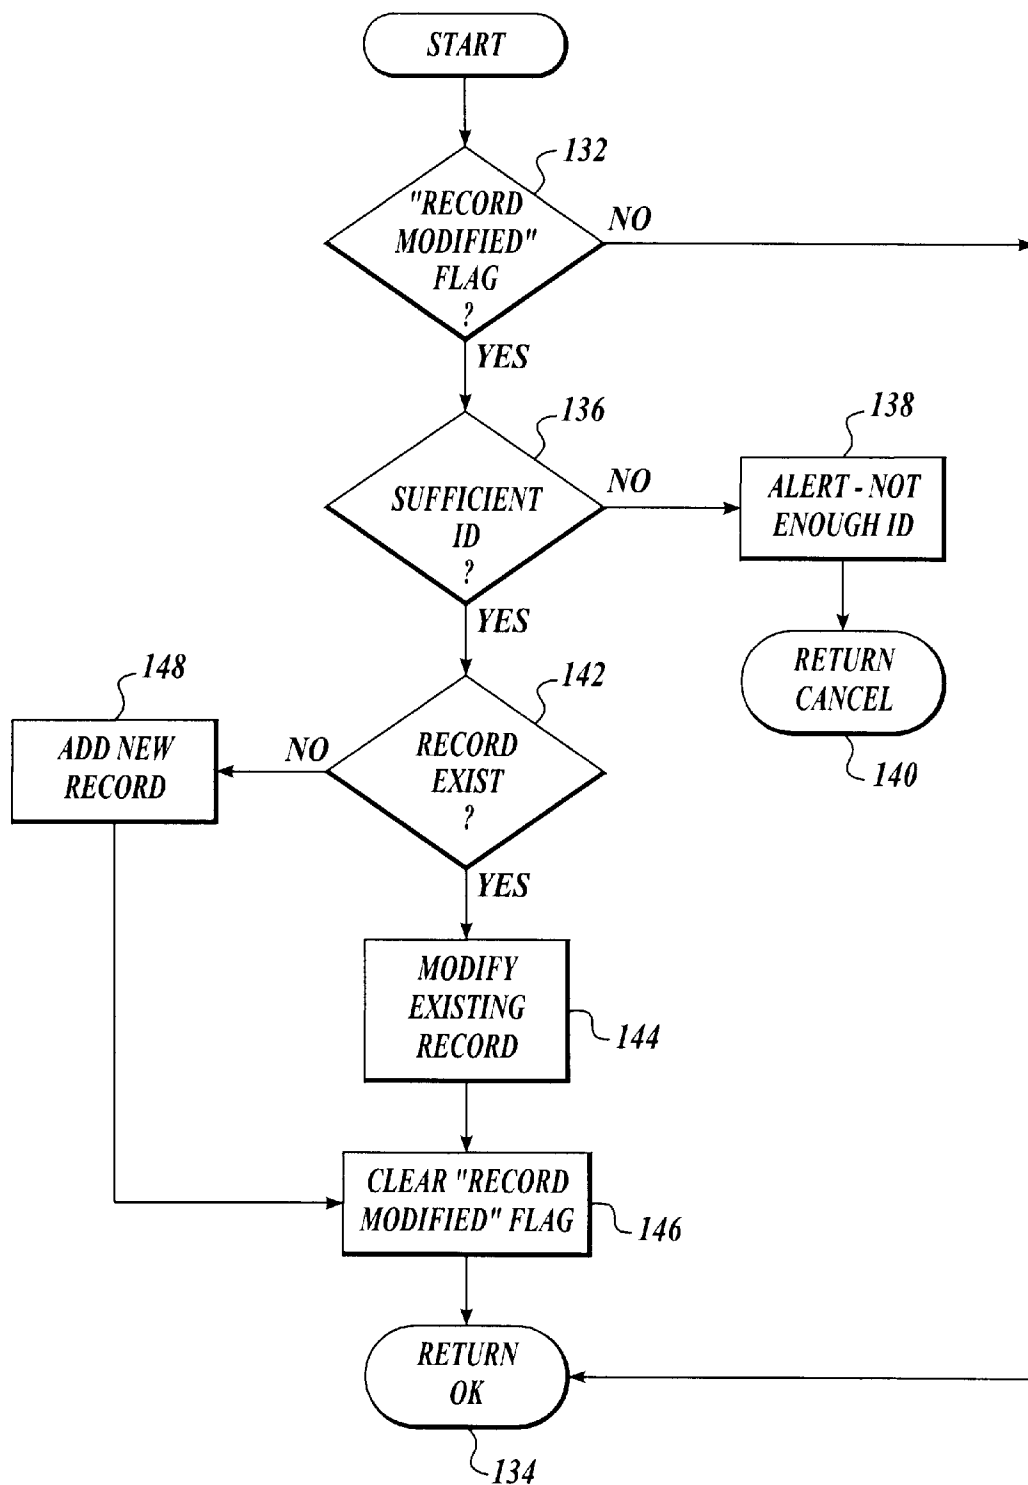 START
132
"RECORD
MODIFIED"
FLAG
?
NO
YES
136
SUFFICIENT
ID
?
NO
138
ALERT - NOT
ENOUGH ID
YES
RETURN
CANCEL
140
148
ADD NEW
RECORD
NO
142
RECORD
EXIST
?
YES
MODIFY
EXISTING
RECORD
144
CLEAR "RECORD
MODIFIED" FLAG
146
RETURN
OK
134